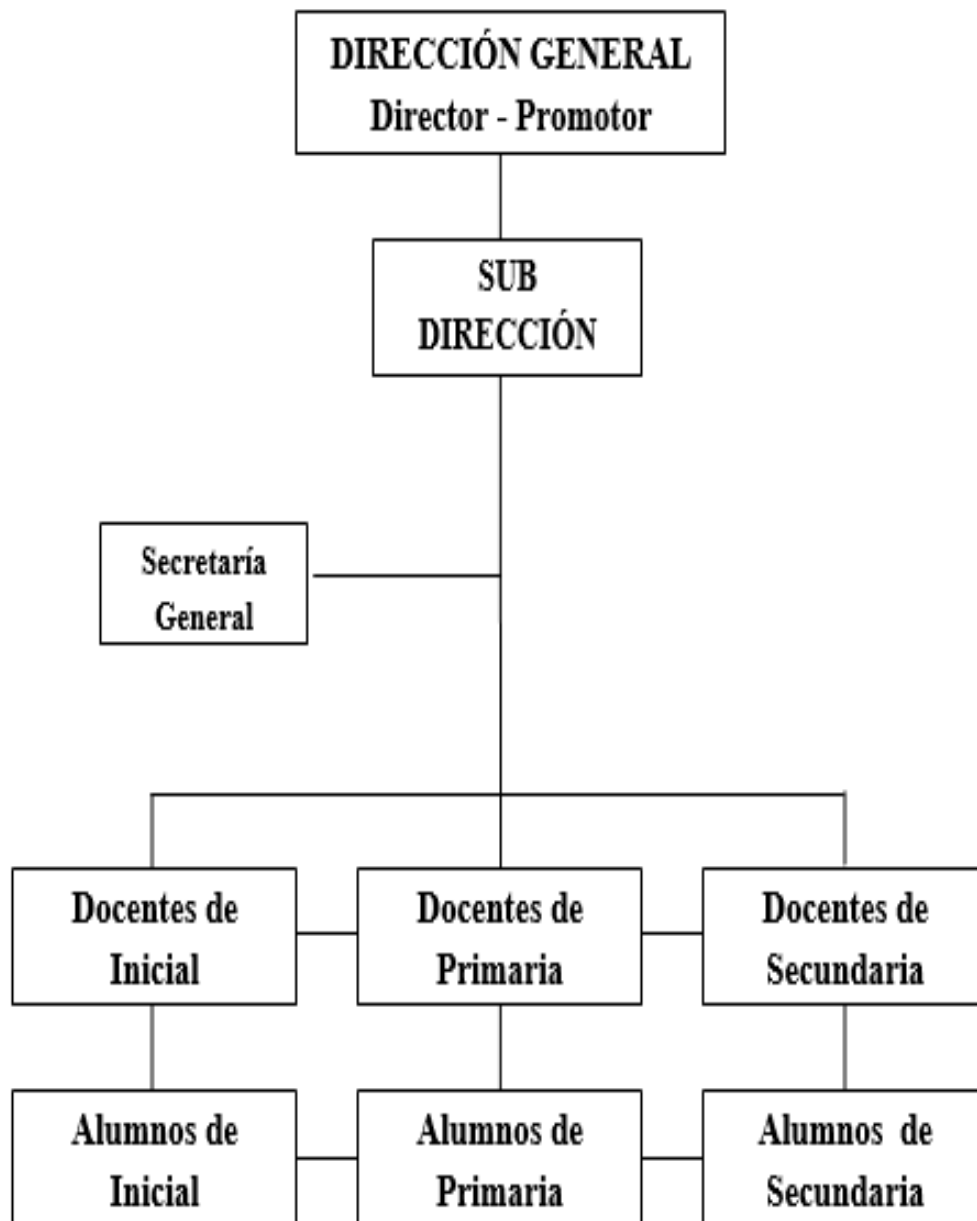 DIRECCIÓN GENERAL
Director - Promotor
SUB
DIRECCIÓN
Secretaría
General
Docentes de
Inicial
Docentes de
Primaria
Docentes de
Secundaria
Alumnos de
Inicial
Alumnos de
Primaria
Alumnos de
Secundaria